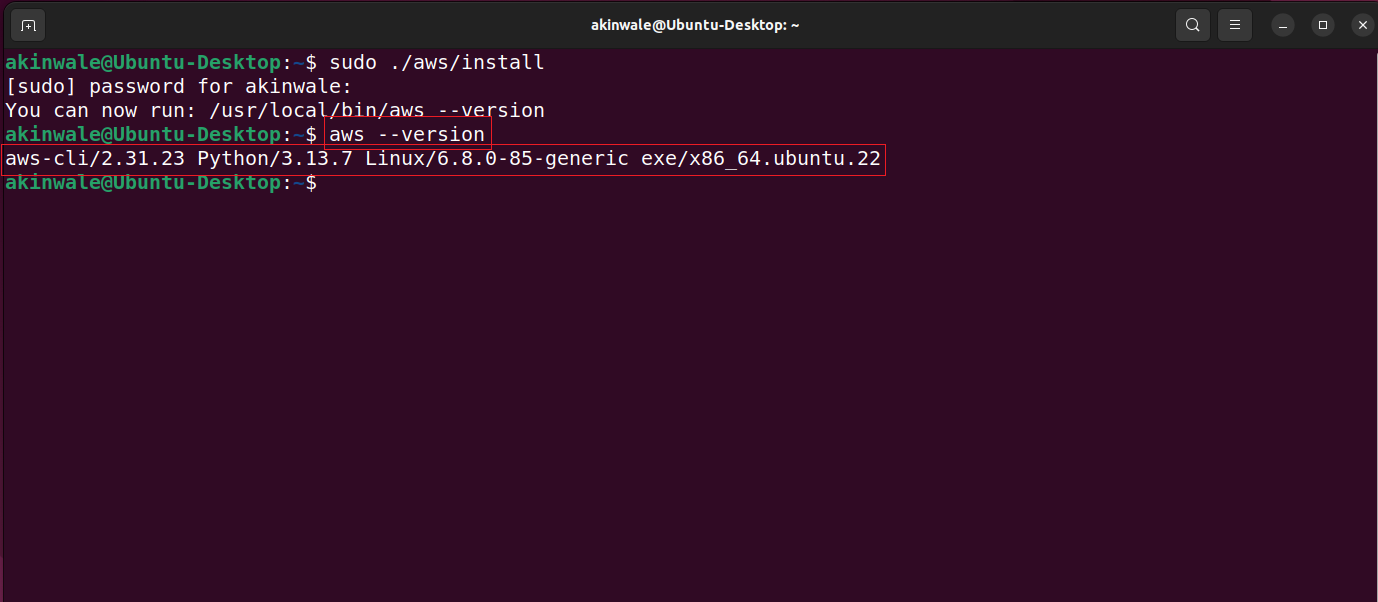 akinwale@Ubuntu-Desktop: ~
akinwale@Ubuntu-Desktop:~$ sudo ./aws/install
[sudo] password for akinwale:
You can now run: /usr/local/bin/aws --version
akinwale@Ubuntu-Desktop:~$ aws --version
aws-cli/2.31.23 Python/3.13.7 Linux/6.8.0-85-generic exe/x86_64.ubuntu.22
akinwale@Ubuntu-Desktop:~$